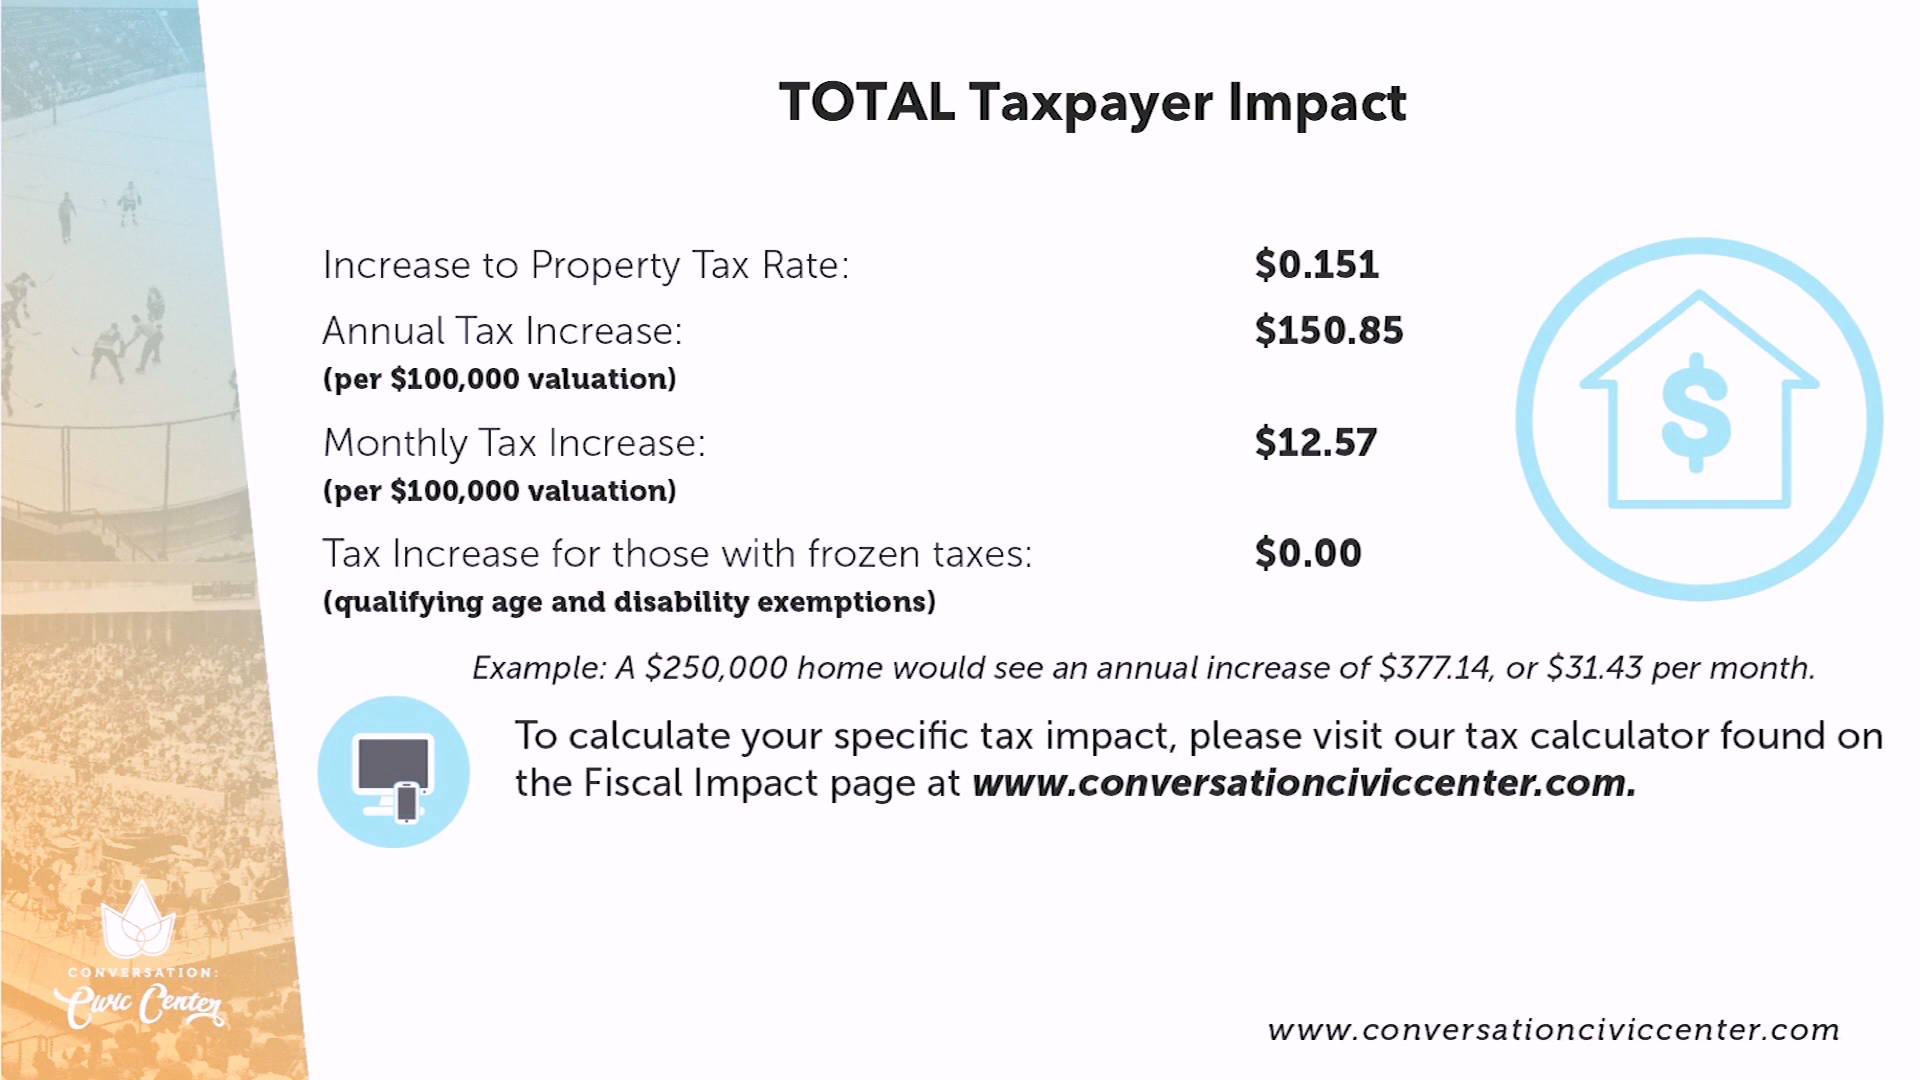 TOTAL Taxpayer Impact
Increase to Property Tax Rate: $0.151
Annual Tax Increase: $150.85
(per $100,000 valuation)
Monthly Tax Increase: $12.57
(per $100,000 valuation)
Tax Increase for those with frozen taxes: $0.00
(qualifying age and disability exemptions)
$
Example: A $250,000 home would see an annual increase of $377.14, or $31.43 per month.
To calculate your specific tax impact, please visit our tax calculator found on
the Fiscal Impact page at www.conversationciviccenter.com.
CONVERSATION:
Civic Center
www.conversationciviccenter.com